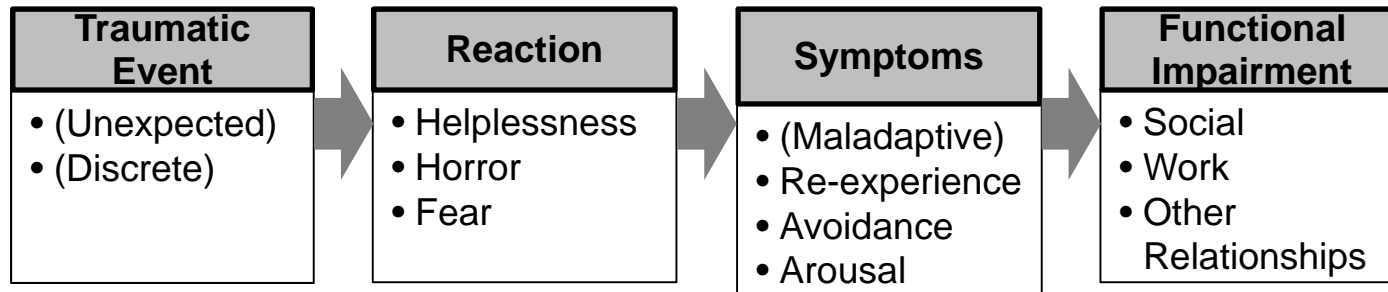 Traumatic
Event
• (Unexpected)
• (Discrete)
Reaction
• Helplessness
• Horror
• Fear
Symptoms
• (Maladaptive)
• Re-experience
• Avoidance
• Arousal
Functional
Impairment
• Social
• Work
• Other
Relationships